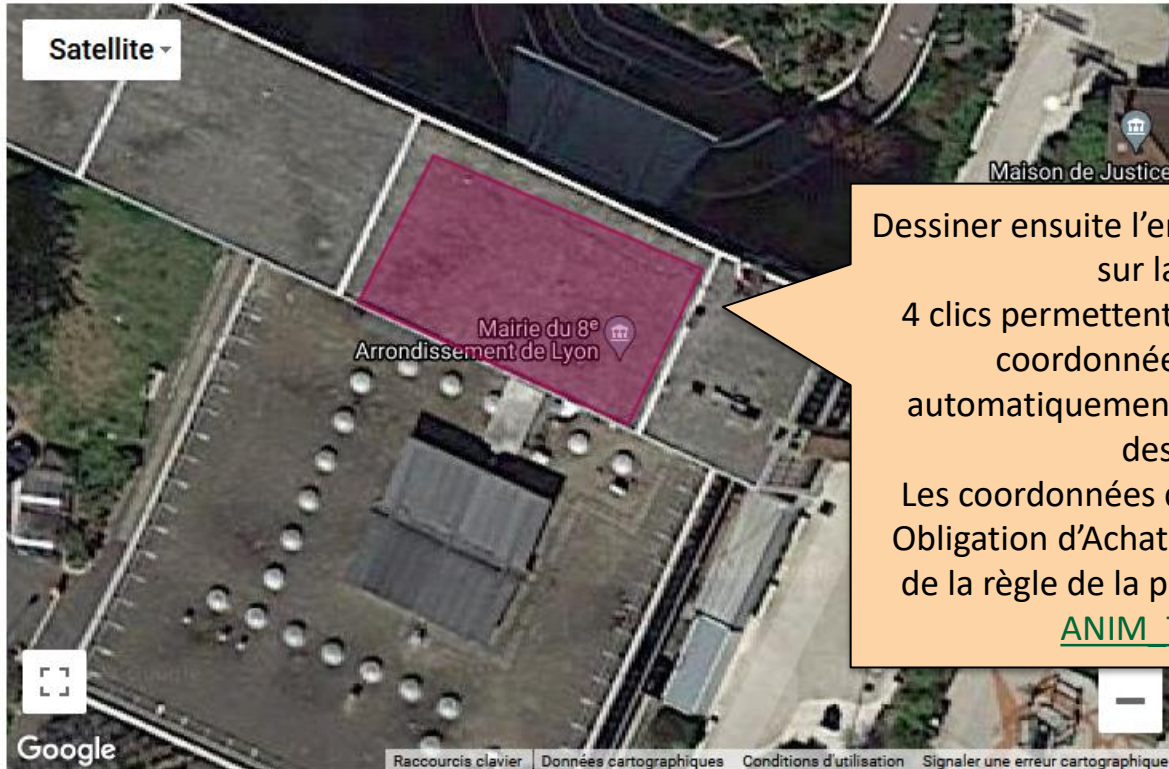 Satellite
Maison de Justice
Dessiner ensuite l'e
sur la
4 clics permettent
coordonnée
automatiquemen
des
Les coordonnées
Obligation d'Achat
de la règle de la p
ANIM_
Mairie du 8e
Arrondissement de Lyon
Google
Raccourcis clavier
Données cartographiques
Conditions d'utilisation
Signaler une erreur cartographique